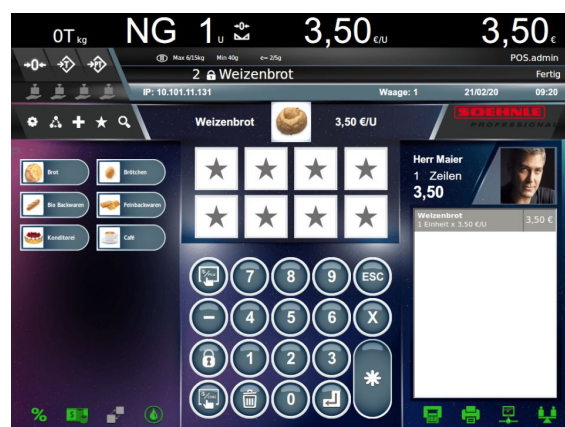 0T kg NG 1 U →0← 3,50 €/U 3,50 €
Max 6/15kg Min 40g e= 2/5g POS.admin
→0← T PT
2 Weizenbrot Fertig
IP: 10.101.11.131 Waage: 1 21/02/20 09:20
Weizenbrot 3,50 €/U
SOEHNLE
PROFESSIONAL
Brot Brötchen
Bio Backwaren Feinbackwaren
Konditorei Café
Herr Maier
1 Zeilen
3,50
Weizenbrot
1 Einheit x 3.50 €/U 3,50 €
7 8 9 ESC
− 4 5 6 X
1 2 3
*
0
%